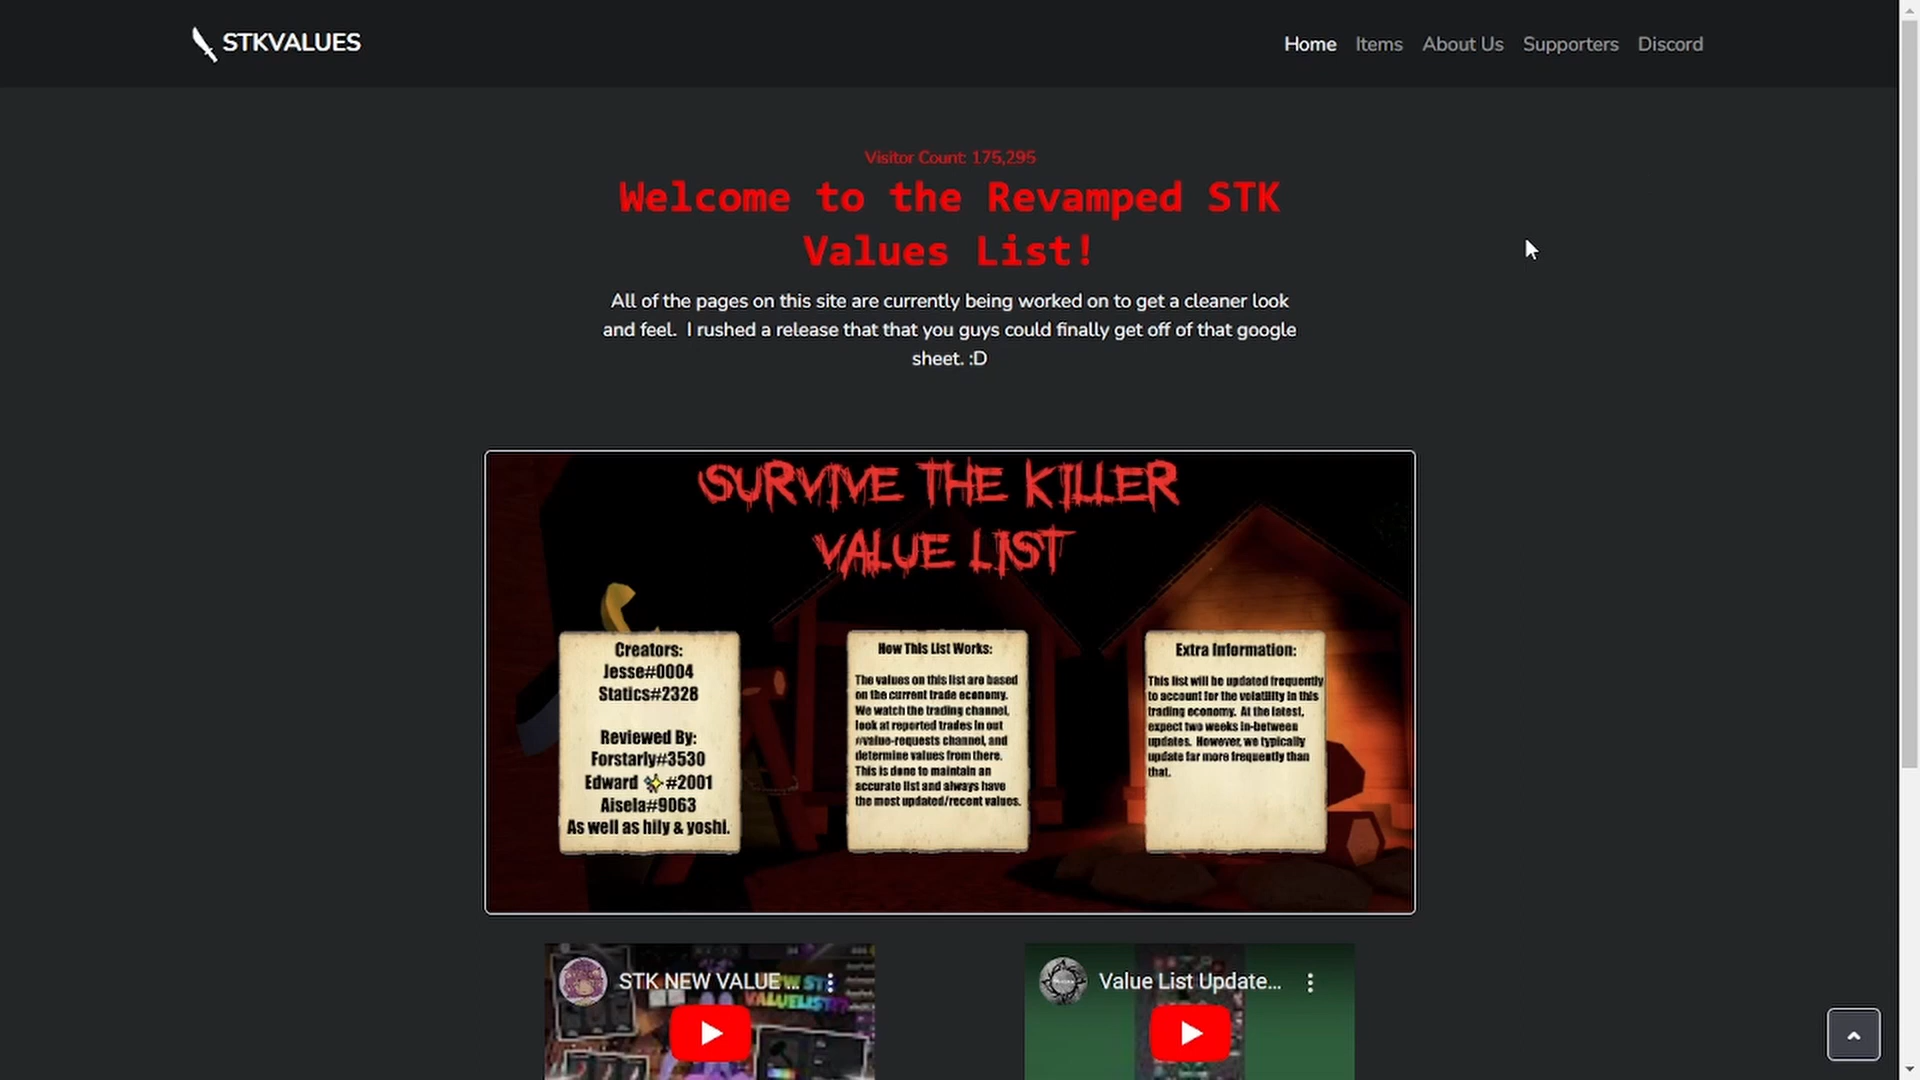 STKVALUES
Home Items About Us Supporters Discord
Visitor Count: 175,295
Welcome to the Revamped STK
Values List!
All of the pages on this site are currently being worked on to get a cleaner look
and feel. I rushed a release that that you guys could finally get off of that google
sheet. :D
SURVIVE THE KILLER
VALUE LIST
Creators:
Jesse#0004
Statics#2328
Reviewed By:
Forstarly#3530
Edward ✨#2001
Aisela#9063
As well as hily & yoshi.
How This List Works:
The values on this list are based
on the current trade economy.
We watch the trading channel,
look at reported trades in out
#value-requests channel, and
determine values from there.
This is done to maintain an
accurate list and always have
the most updated/recent values.
Extra Information:
This list will be updated frequently
to account for the volatility in this
trading economy. At the latest,
expect two weeks in-between
updates. However, we typically
update far more frequently than
that.
STK NEW VALUE ...
Value List Update...